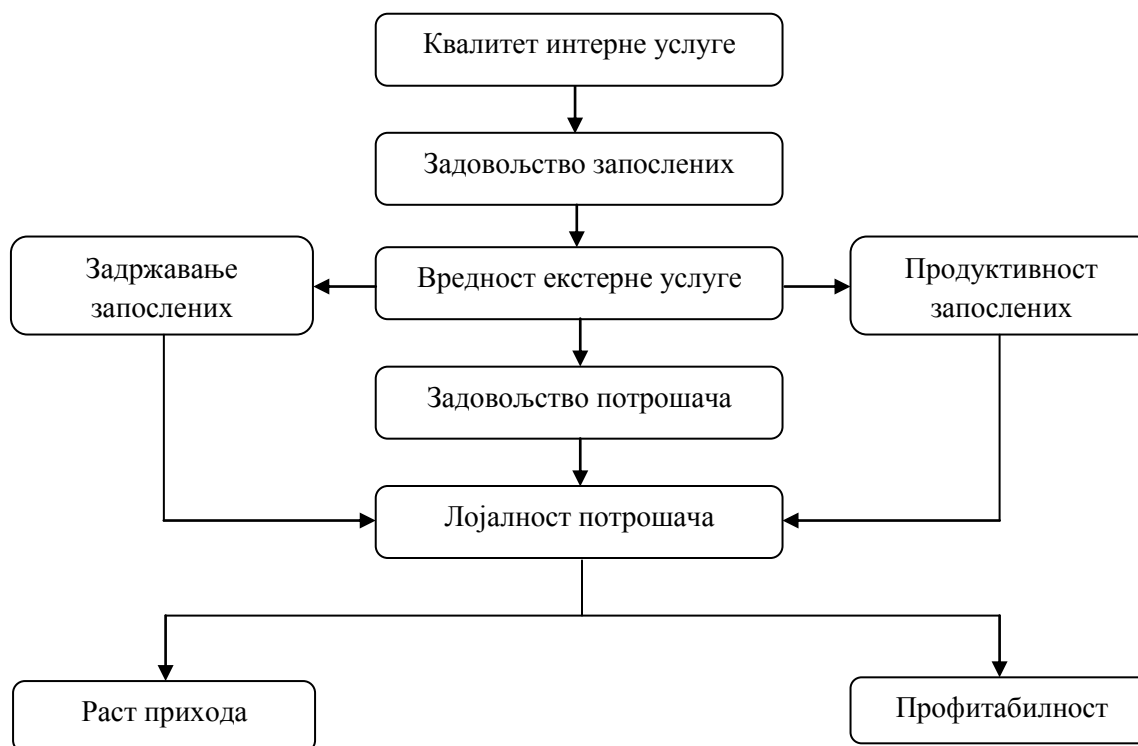 Квалитет интерне услуге
Задовољство запослених
Задржавање
запослених
Вредност екстерне услуге
Продуктивност
запослених
Задовољство потрошача
Лојалност потрошача
Раст прихода
Профитабилност